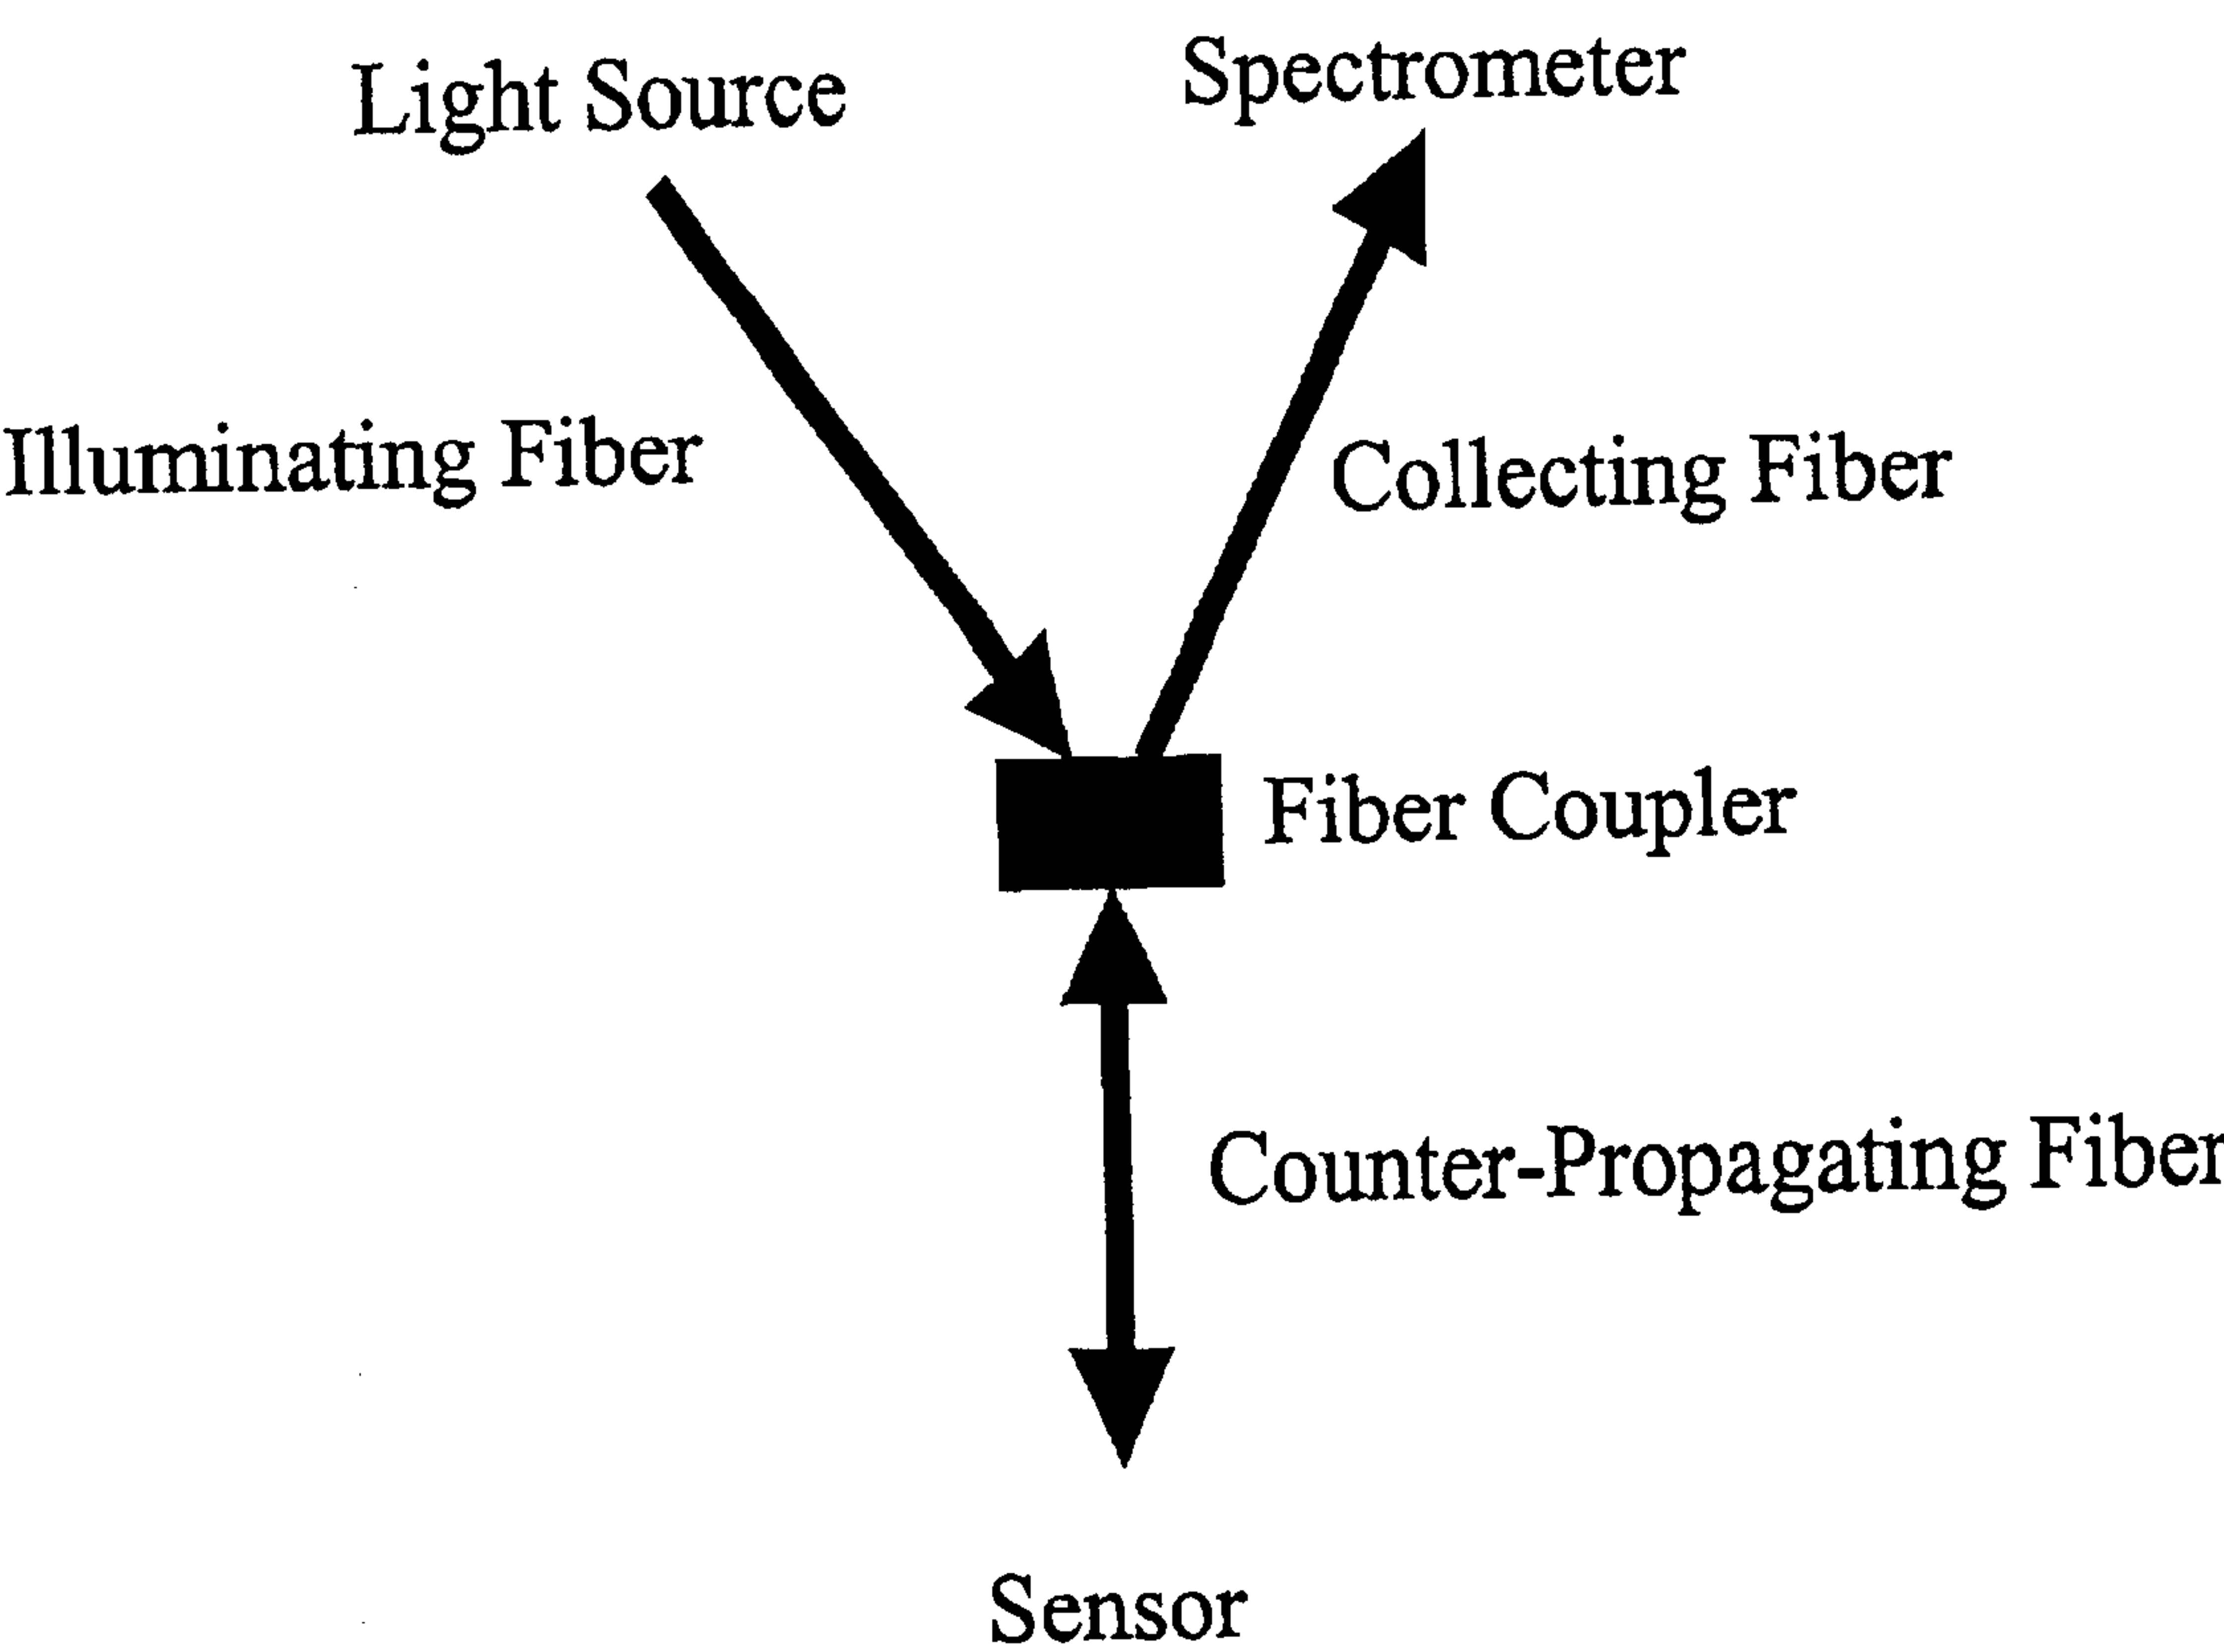 Light Source
Spectrometer
Illuminating Fiber
Collecting Fiber
Fiber Coupler
Counter-Propagating Fiber
Sensor